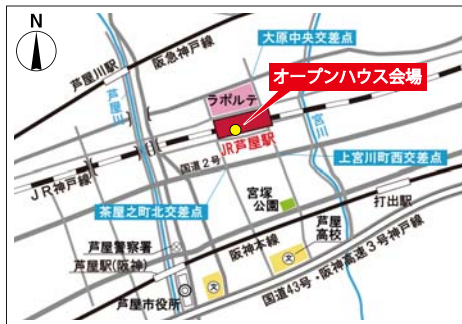 N
大原中央交差点
阪急神戸線
芦屋川駅
オープンハウス会場
ラポルテ
芦屋川
宮川
JR芦屋駅
国道2号
上宮川町西交差点
JR神戸線
茶屋之町北交差点
宮塚
公園
打出駅
芦屋
高校
芦屋警察署
阪神本線
芦屋駅(阪神)
文
文
芦屋市役所
国道43号・阪神高速3号神戸線